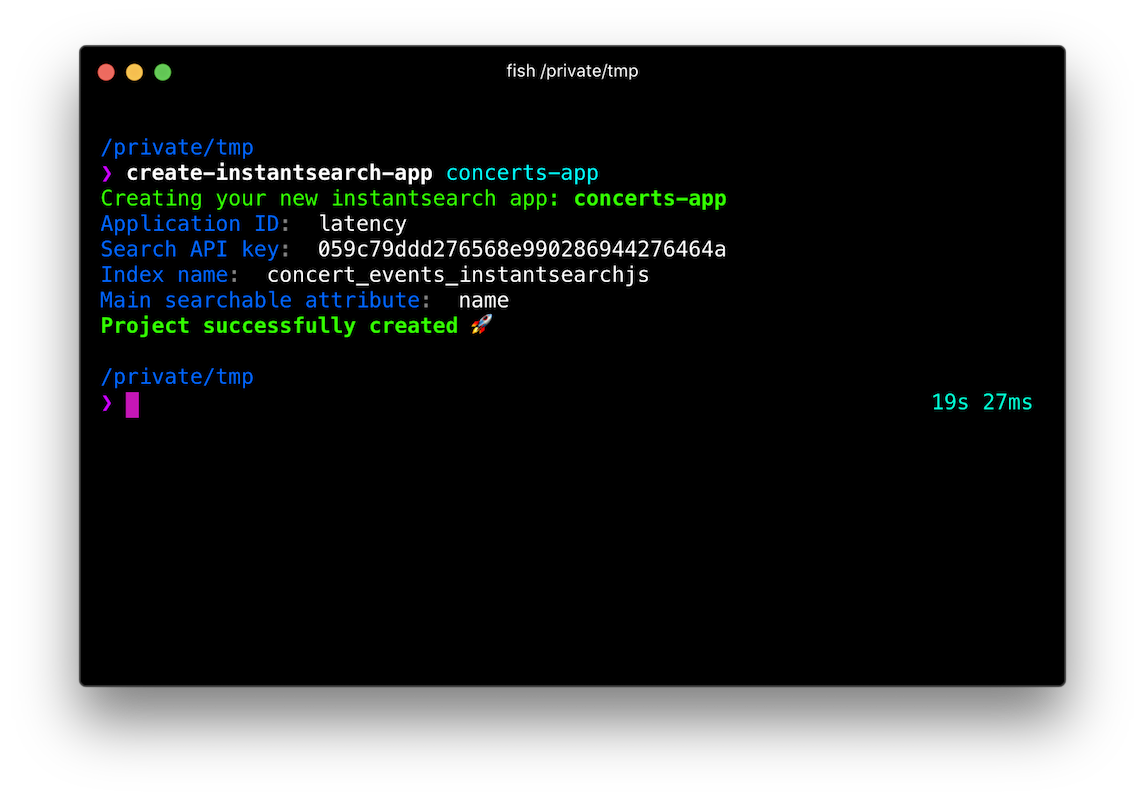 fish /private/tmp
/private/tmp
❯ create-instantsearch-app concerts-app
Creating your new instantsearch app: concerts-app
Application ID:  latency
Search API key:  059c79ddd276568e990286944276464a
Index name:  concert_events_instantsearchjs
Main searchable attribute:  name
Project successfully created 🚀
/private/tmp
❯ 19s 27ms